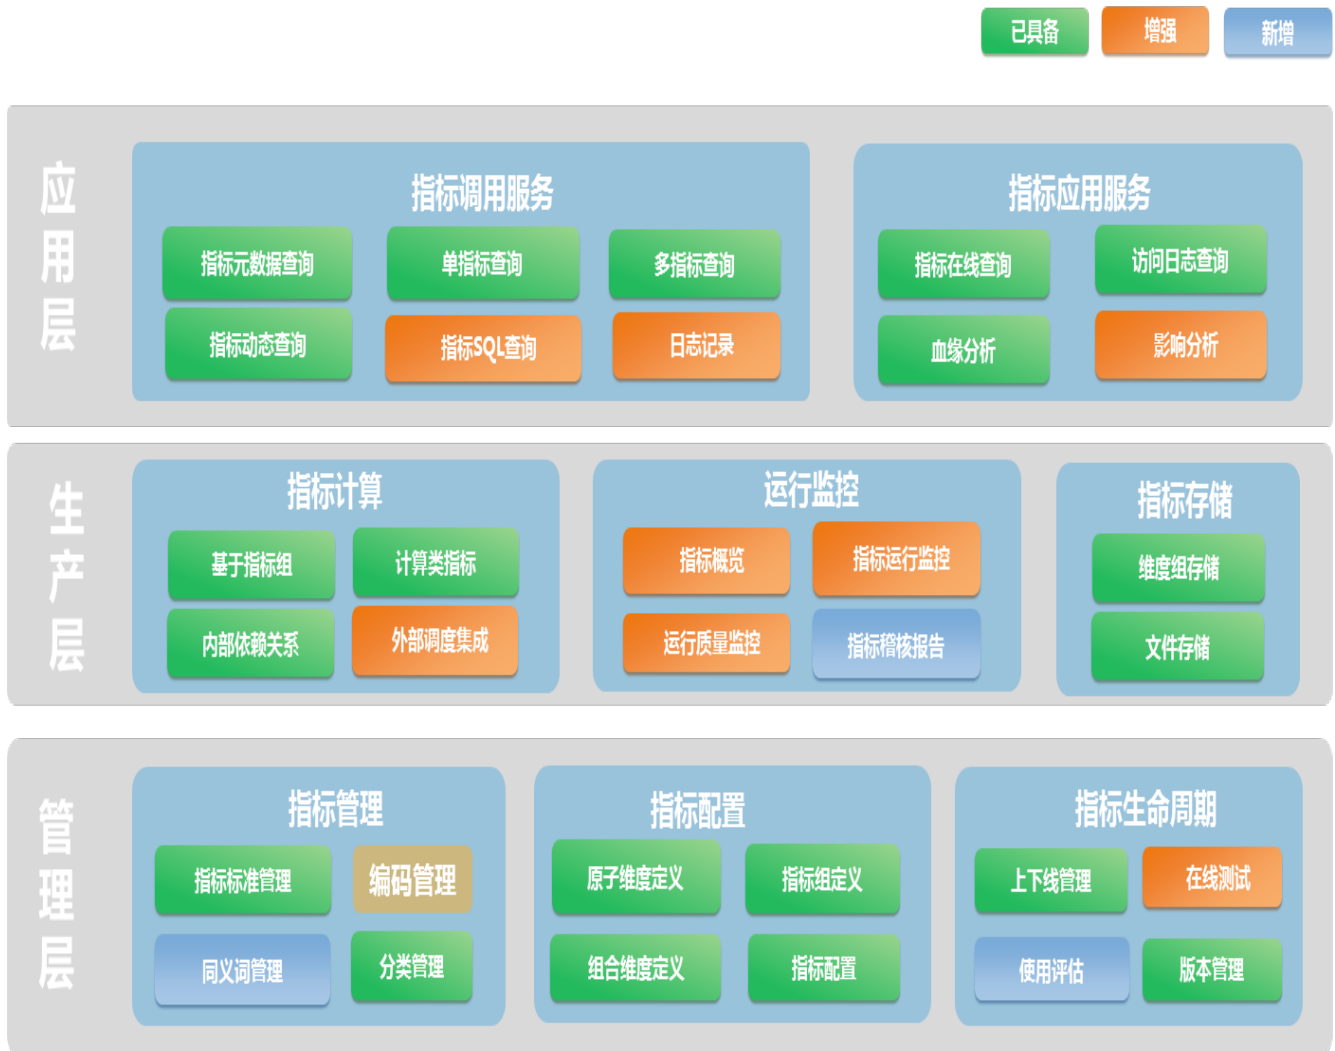 已具备
增强
新增
应用层
指标调用服务
指标元数据查询
单指标查询
多指标查询
指标动态查询
指标SQL查询
日志记录
指标应用服务
指标在线查询
访问日志查询
血缘分析
影响分析
生产层
指标计算
基于指标组
计算类指标
内部依赖关系
外部调度集成
运行监控
指标概览
指标运行监控
运行质量监控
指标稽核报告
指标存储
维度组存储
文件存储
管理层
指标管理
指标标准管理
编码管理
同义词管理
分类管理
指标配置
原子维度定义
指标组定义
组合维度定义
指标配置
指标生命周期
上下线管理
在线测试
使用评估
版本管理